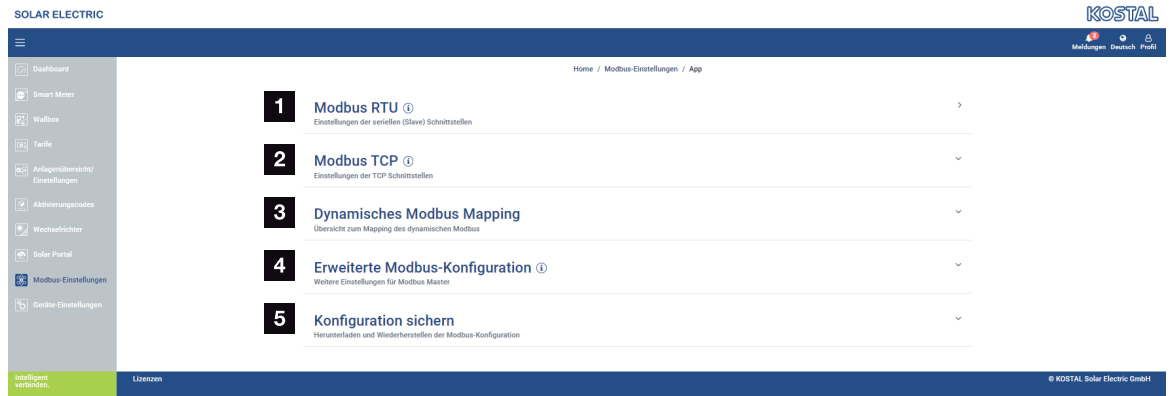 SOLAR ELECTRIC
KOSTAL
2
Meldungen Deutsch Profil
Dashboard
Smart Meter
Wallbox
Tarife
Anlagenübersicht/
Einstellungen
Aktivierungscodes
Wechselrichter
Solar Portal
Modbus-Einstellungen
Geräte-Einstellungen
Home / Modbus-Einstellungen / App
1 Modbus RTU
Einstellungen der seriellen (Slave) Schnittstellen
2 Modbus TCP
Einstellungen der TCP Schnittstellen
3 Dynamisches Modbus Mapping
Übersicht zum Mapping des dynamischen Modbus
4 Erweiterte Modbus-Konfiguration
Weitere Einstellungen für Modbus Master
5 Konfiguration sichern
Herunterladen und Wiederherstellen der Modbus-Konfiguration
Intelligent
verbinden.
Lizenzen
© KOSTAL Solar Electric GmbH